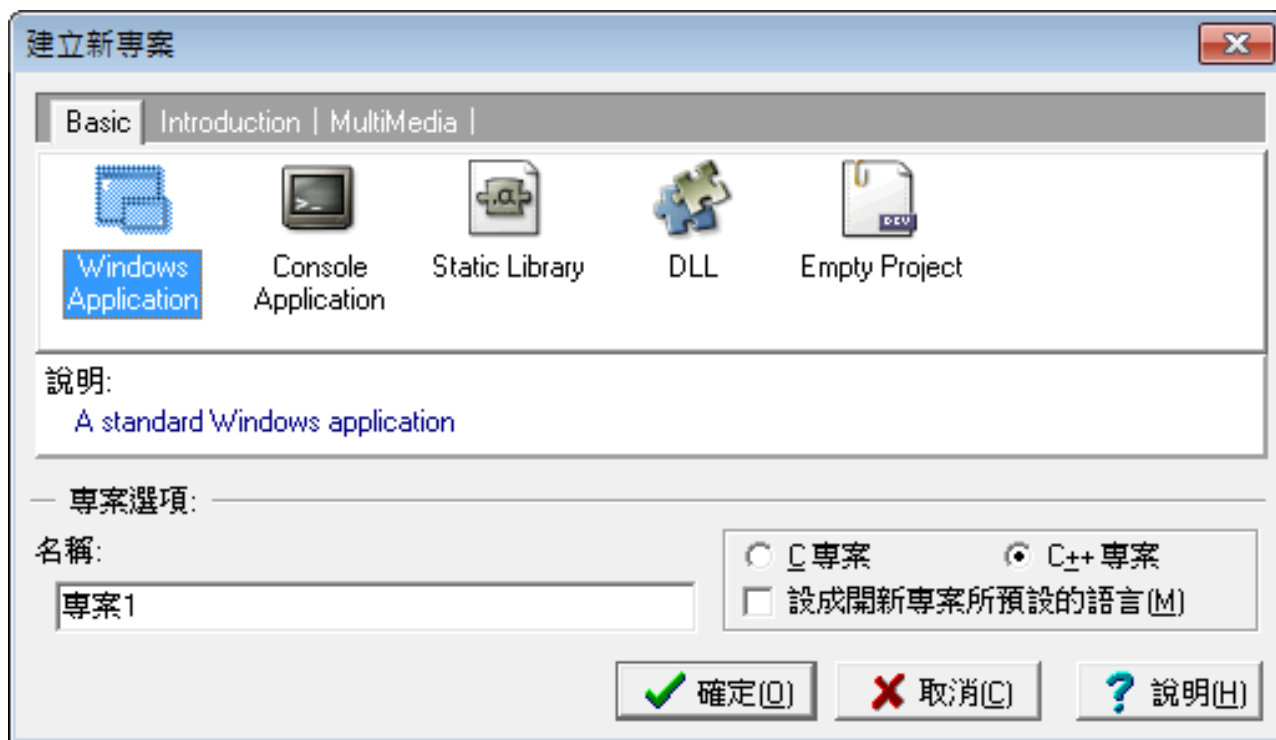 建立新專案
Basic Introduction | MultiMedia |
>_
.a
DEV
Windows Application
Console Application
Static Library
DLL
Empty Project
說明:
A standard Windows application
專案選項:
名稱:
專案1
C 專案
C++ 專案
設成開新專案所預設的語言(M)
確定(O)
取消(C)
? 說明(H)